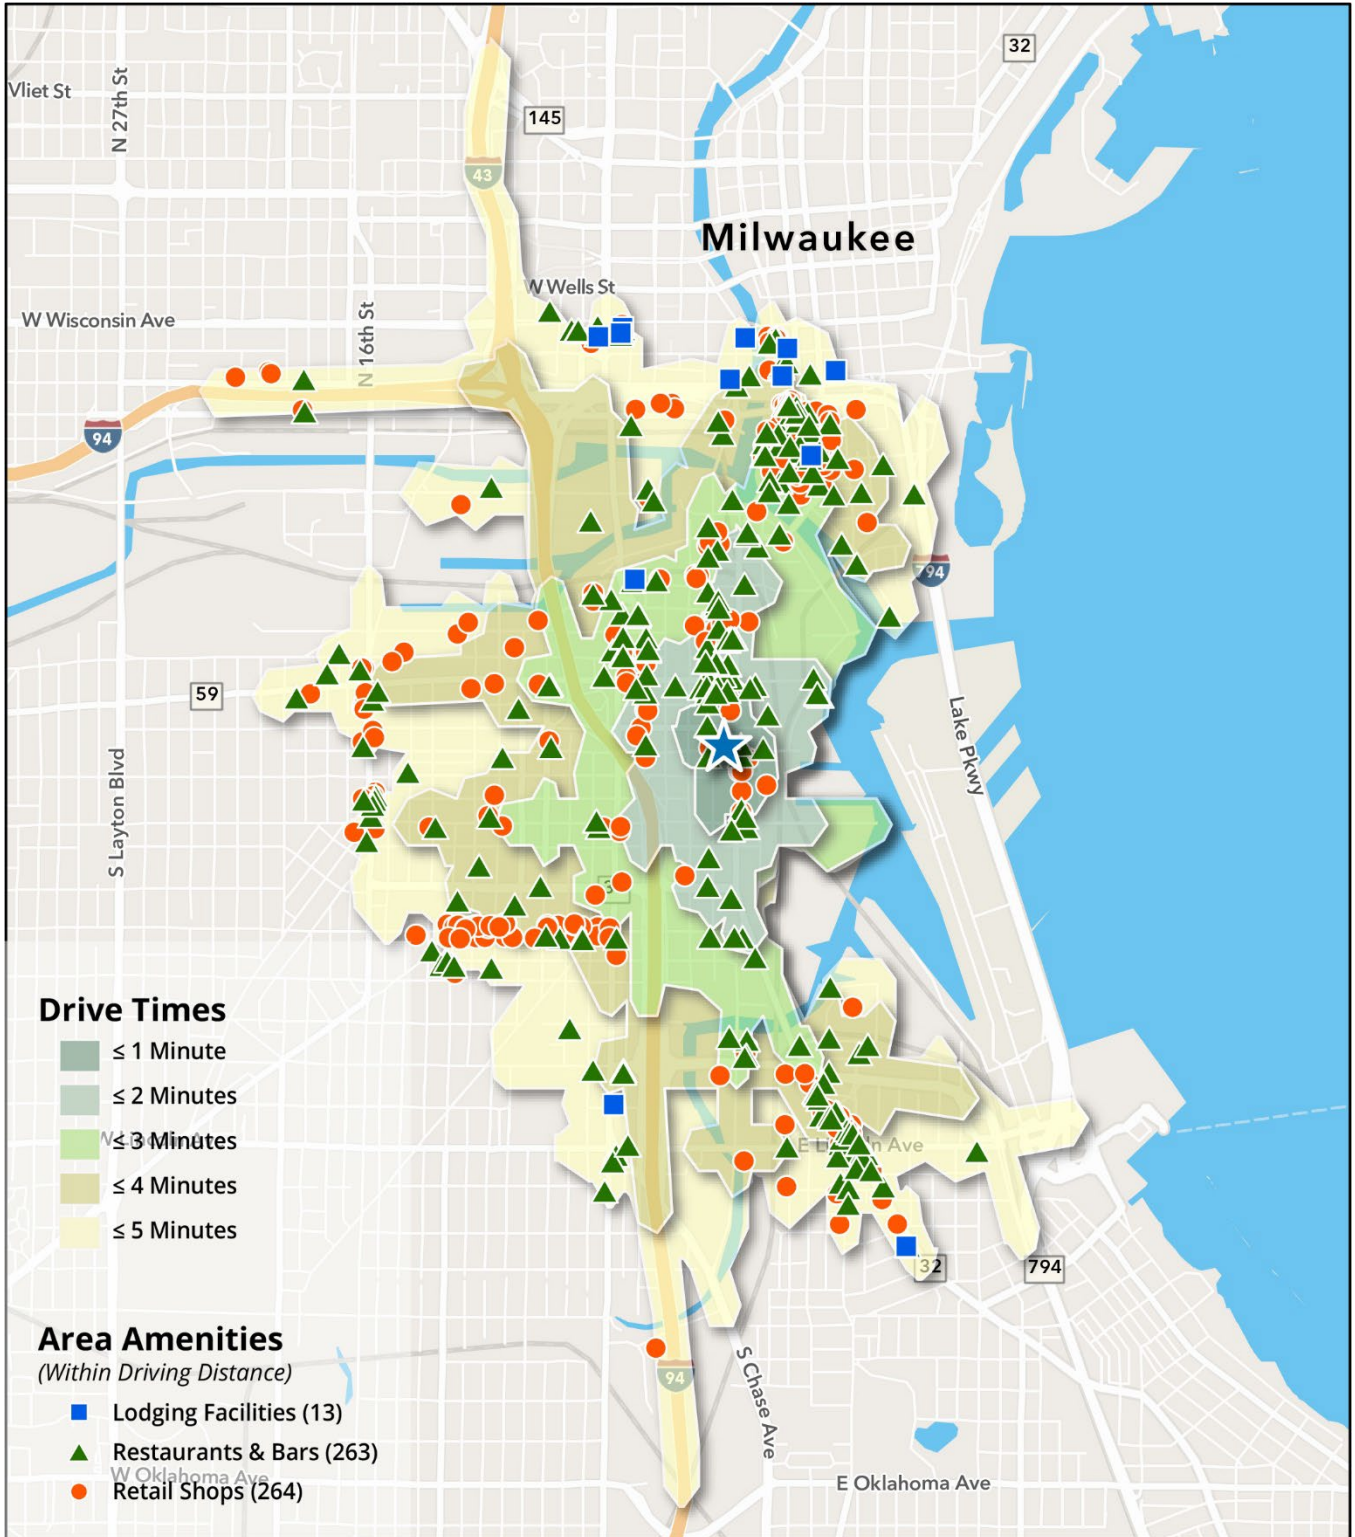 32
Vliet St
N 27th St
145
43
Milwaukee
W Wells St
W Wisconsin Ave
N 16th St
94
794
59
Lake Pkwy
S Layton Blvd
Drive Times
≤ 1 Minute
≤ 2 Minutes
≤ 3 Minutes
≤ 4 Minutes
≤ 5 Minutes
32
794
94
S Chase Ave
Area Amenities
(Within Driving Distance)
Lodging Facilities (13)
Restaurants & Bars (263)
W Oklahoma Ave
Retail Shops (264)
E Oklahoma Ave